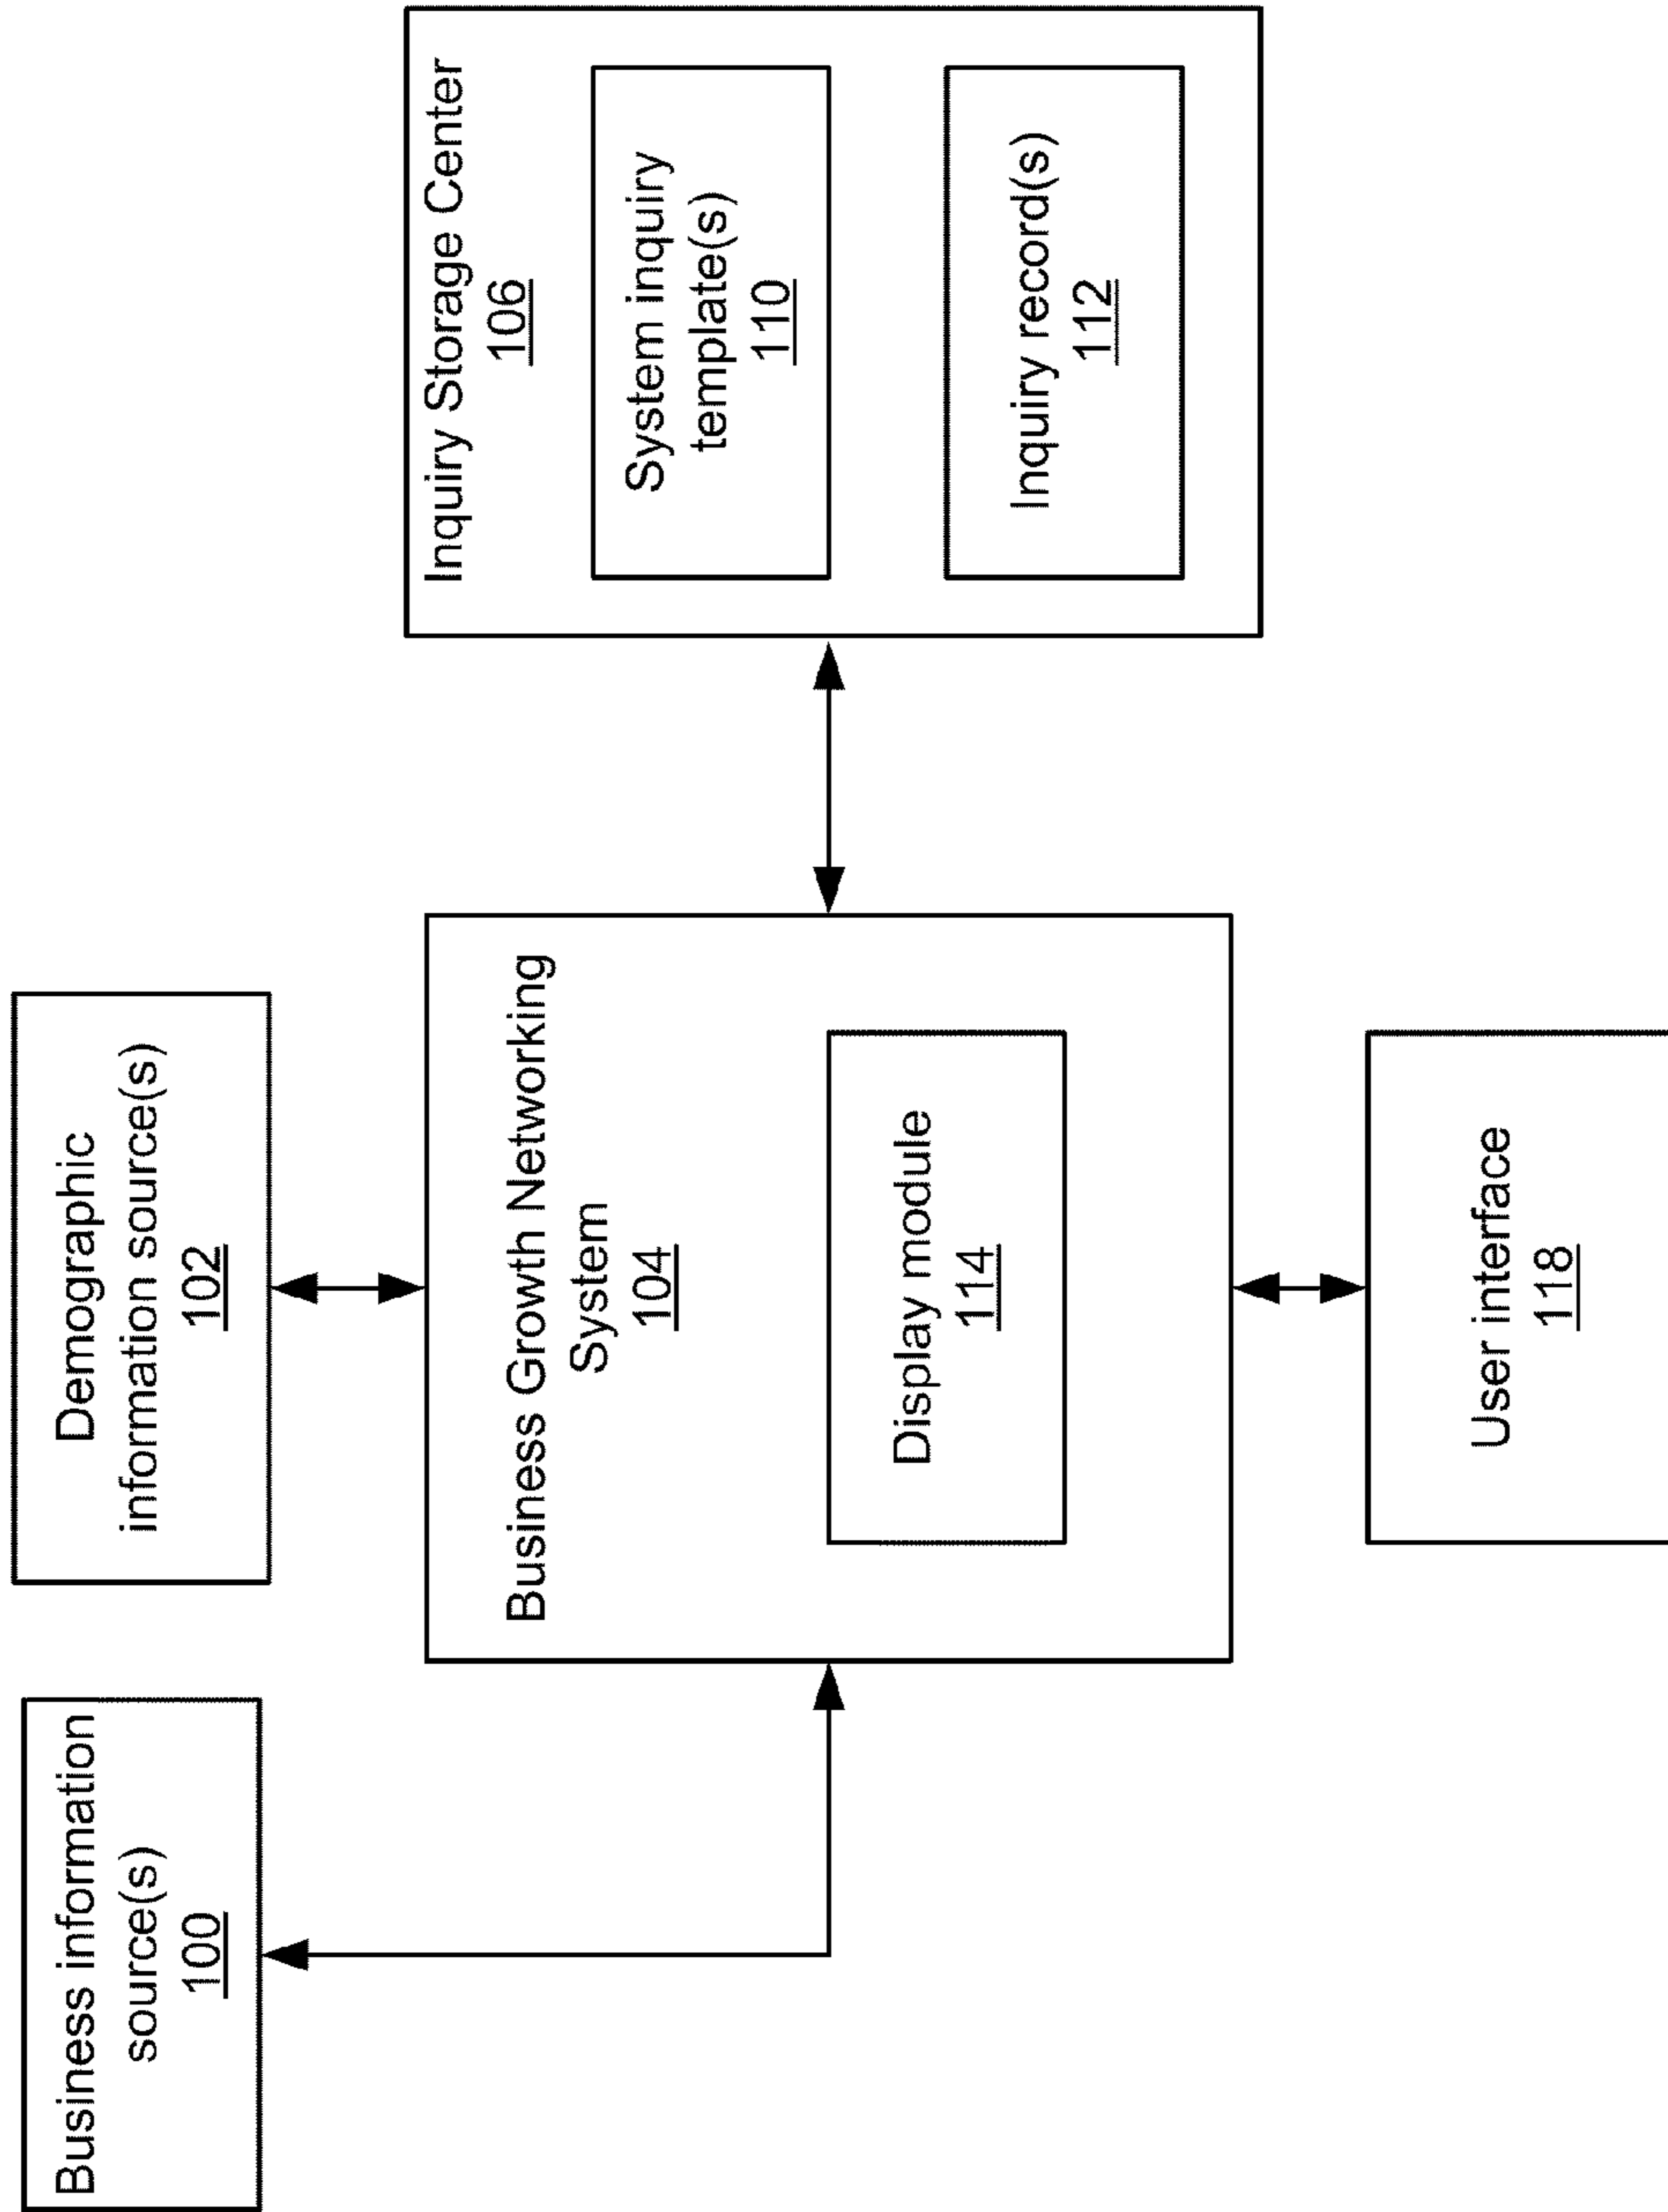 Business information
source(s)
100
Demographic
information source(s)
102
Business Growth Networking
System
104
Display module
114
User interface
118
Inquiry Storage Center
106
System inquiry
template(s)
110
Inquiry record(s)
112